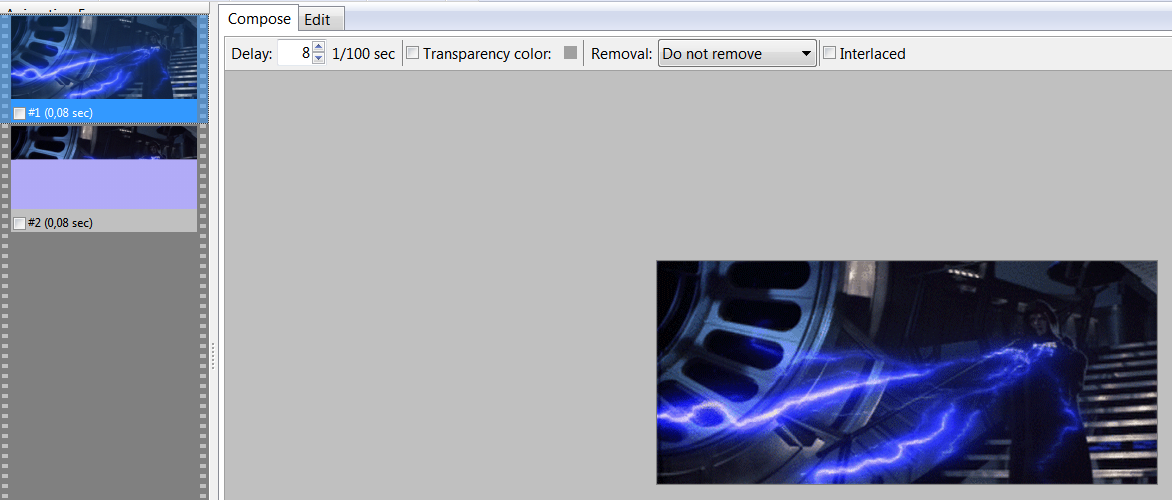 Compose Edit
Delay: 8 1/100 sec Transparency color: Removal: Do not remove Interlaced
#1 (0,08 sec)
#2 (0,08 sec)